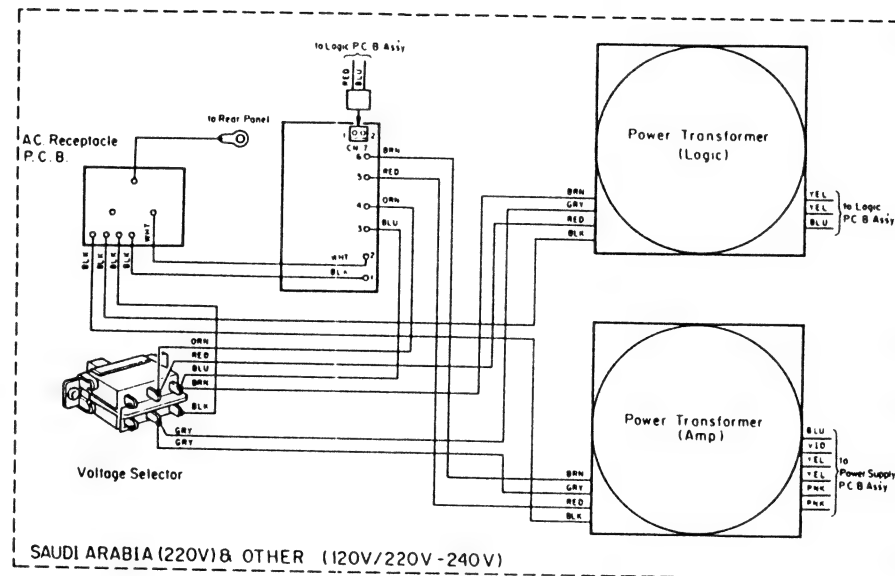 to Logic P.C.B Assy
RED
BLU
to Rear Panel
A.C. Receptacle
P.C.B.
1
2
CN 7
6
BRN
5
RED
4
ORN
3
BLU
WHT
2
BLK
1
WHT
BLK
BLK
BLK
BLK
Power Transformer
(Logic)
BRN
GRY
RED
BLK
YEL
YEL
BLU
to Logic
P.C.B Assy
ORN
RED
BLU
BRN
BLK
GRY
GRY
Voltage Selector
Power Transformer
(Amp)
BRN
GRY
RED
BLK
BLU
VIO
YEL
YEL
PNK
PNK
to
Power Supply
P.C.B Assy
SAUDI ARABIA (220V) & OTHER (120V/220V-240V)